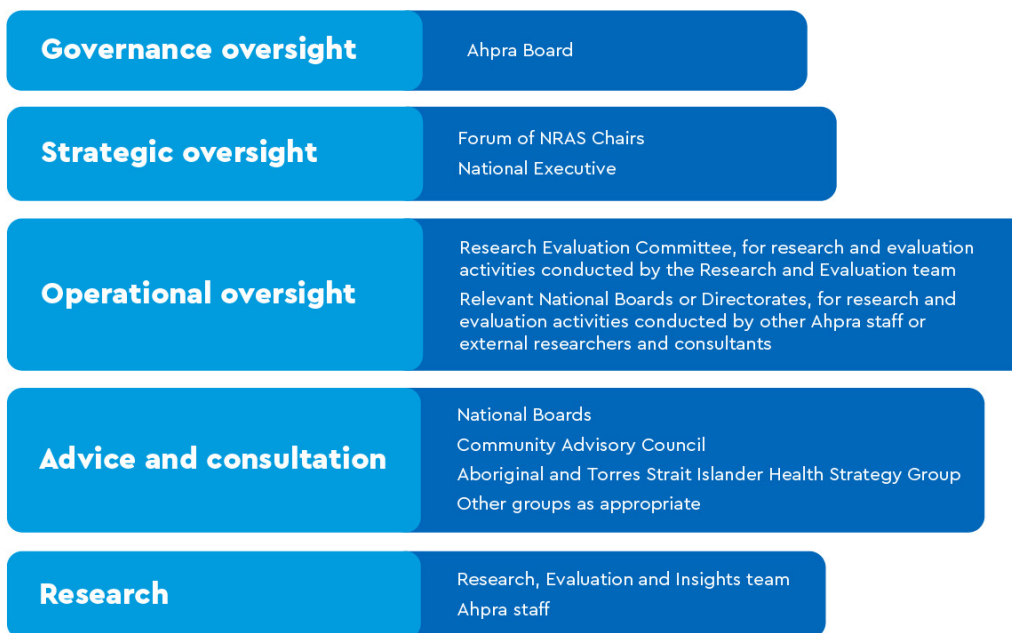 Governance oversight
Ahpra Board
Strategic oversight
Forum of NRAS Chairs
National Executive
Operational oversight
Research Evaluation Committee, for research and evaluation
activities conducted by the Research and Evaluation team
Relevant National Boards or Directorates, for research and
evaluation activities conducted by other Ahpra staff or
external researchers and consultants
Advice and consultation
National Boards
Community Advisory Council
Aboriginal and Torres Strait Islander Health Strategy Group
Other groups as appropriate
Research
Research, Evaluation and Insights team
Ahpra staff